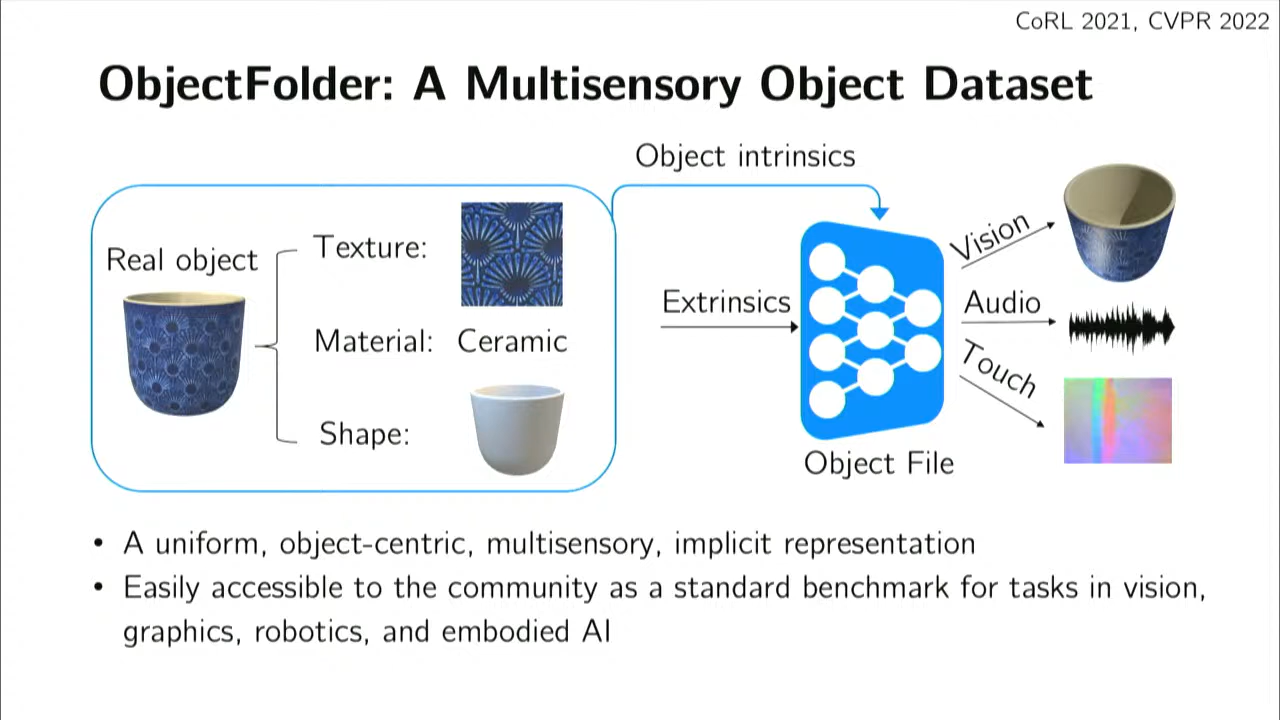 CoRL 2021, CVPR 2022
ObjectFolder: A Multisensory Object Dataset
Object intrinsics
Real object
Texture:
Material: Ceramic
Shape:
Extrinsics
Object File
Vision
Audio
Touch
• A uniform, object-centric, multisensory, implicit representation
• Easily accessible to the community as a standard benchmark for tasks in vision,
graphics, robotics, and embodied AI